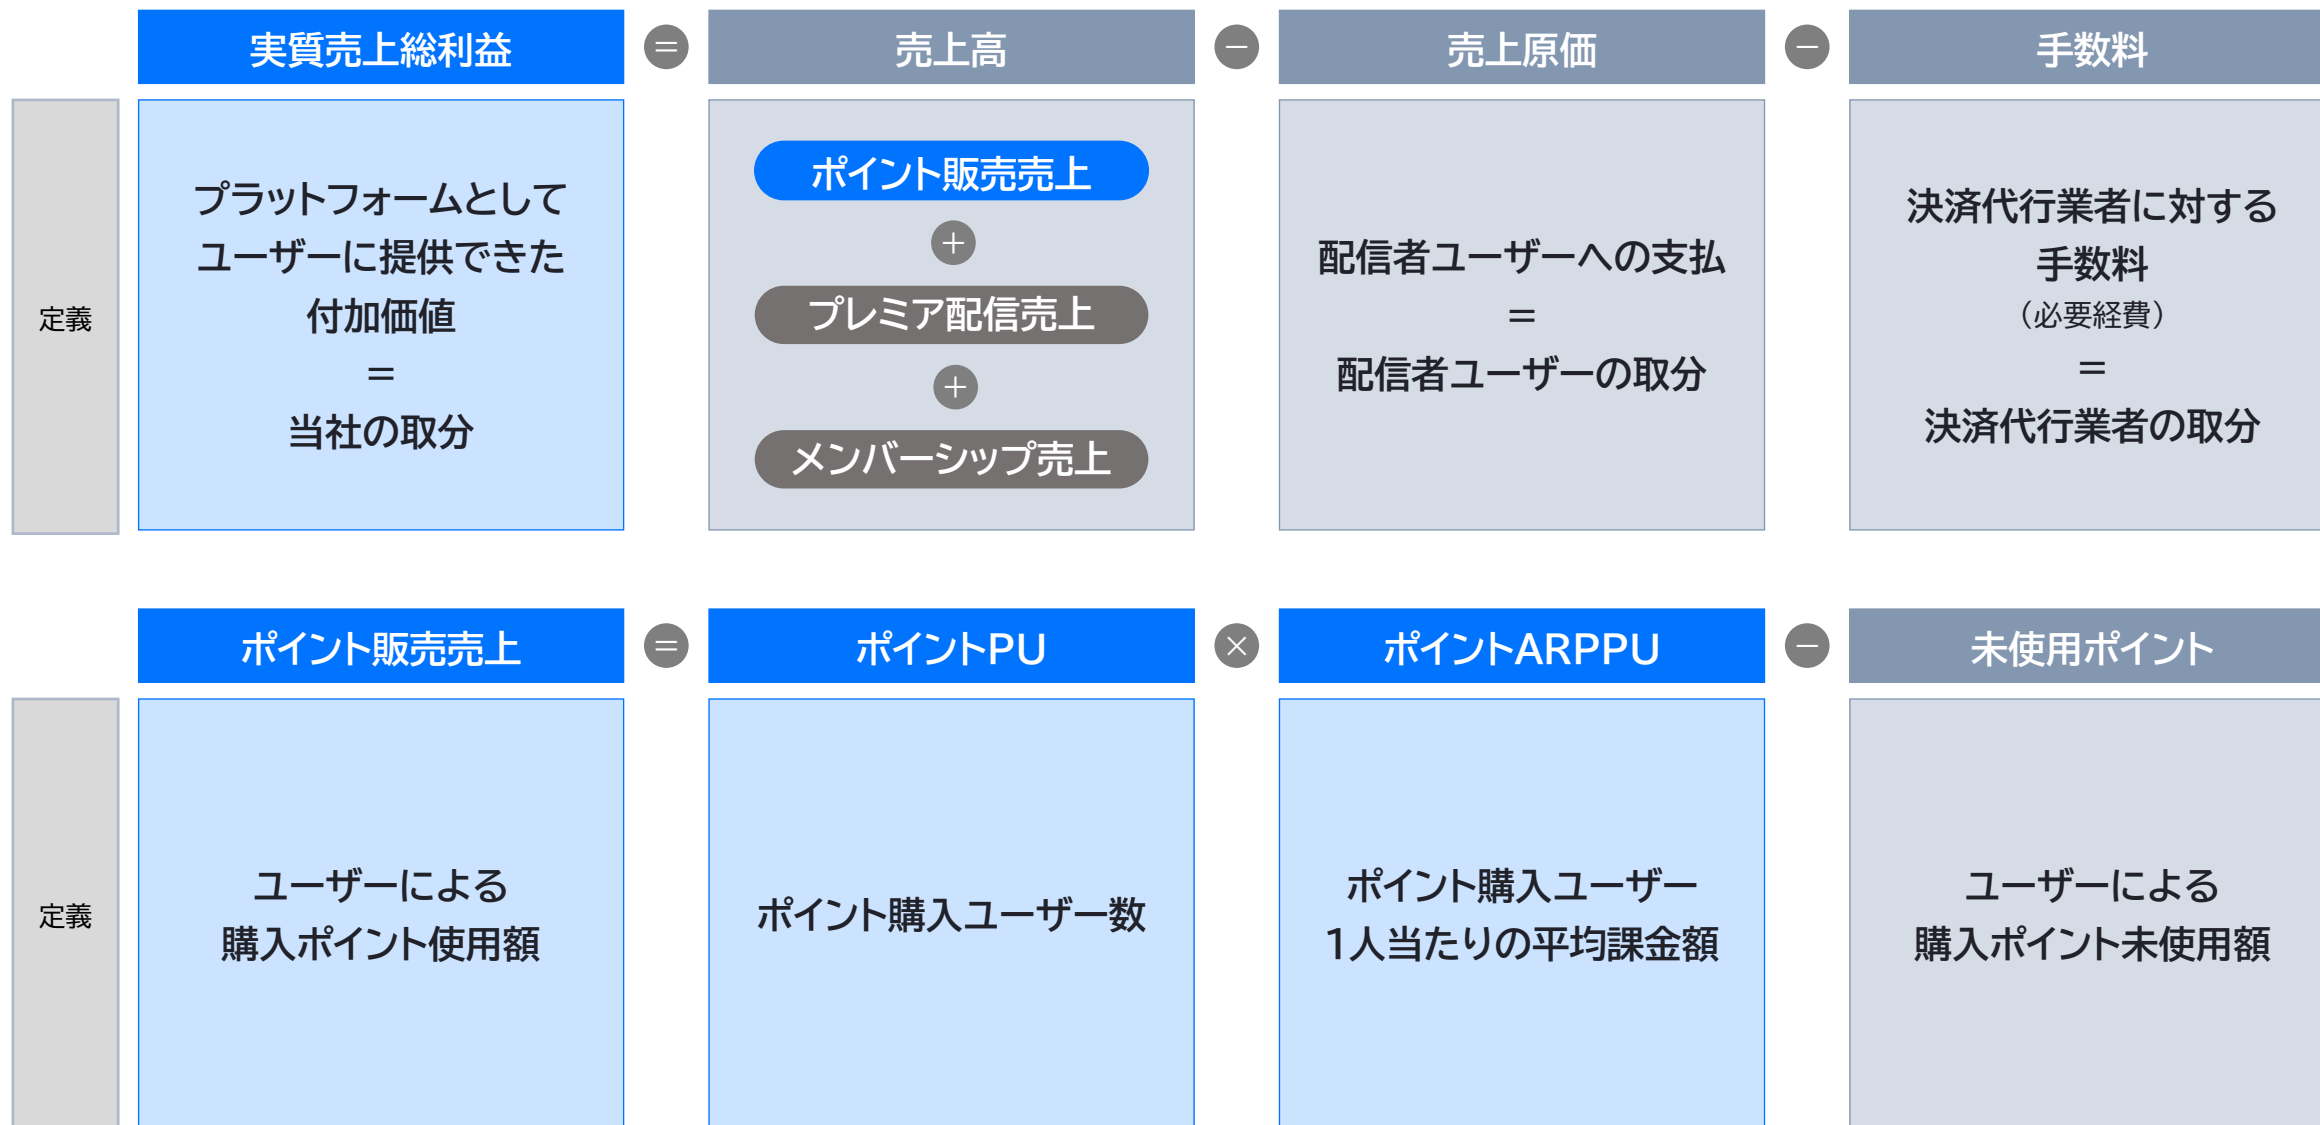 実質売上総利益 = 売上高 − 売上原価 − 手数料
定義
プラットフォームとして
ユーザーに提供できた
付加価値
=
当社の取分
ポイント販売売上
+
プレミア配信売上
+
メンバーシップ売上
配信者ユーザーへの支払
=
配信者ユーザーの取分
決済代行業者に対する
手数料
（必要経費）
=
決済代行業者の取分
ポイント販売売上 = ポイントPU × ポイントARPPU − 未使用ポイント
定義
ユーザーによる
購入ポイント使用額
ポイント購入ユーザー数
ポイント購入ユーザー
1人当たりの平均課金額
ユーザーによる
購入ポイント未使用額